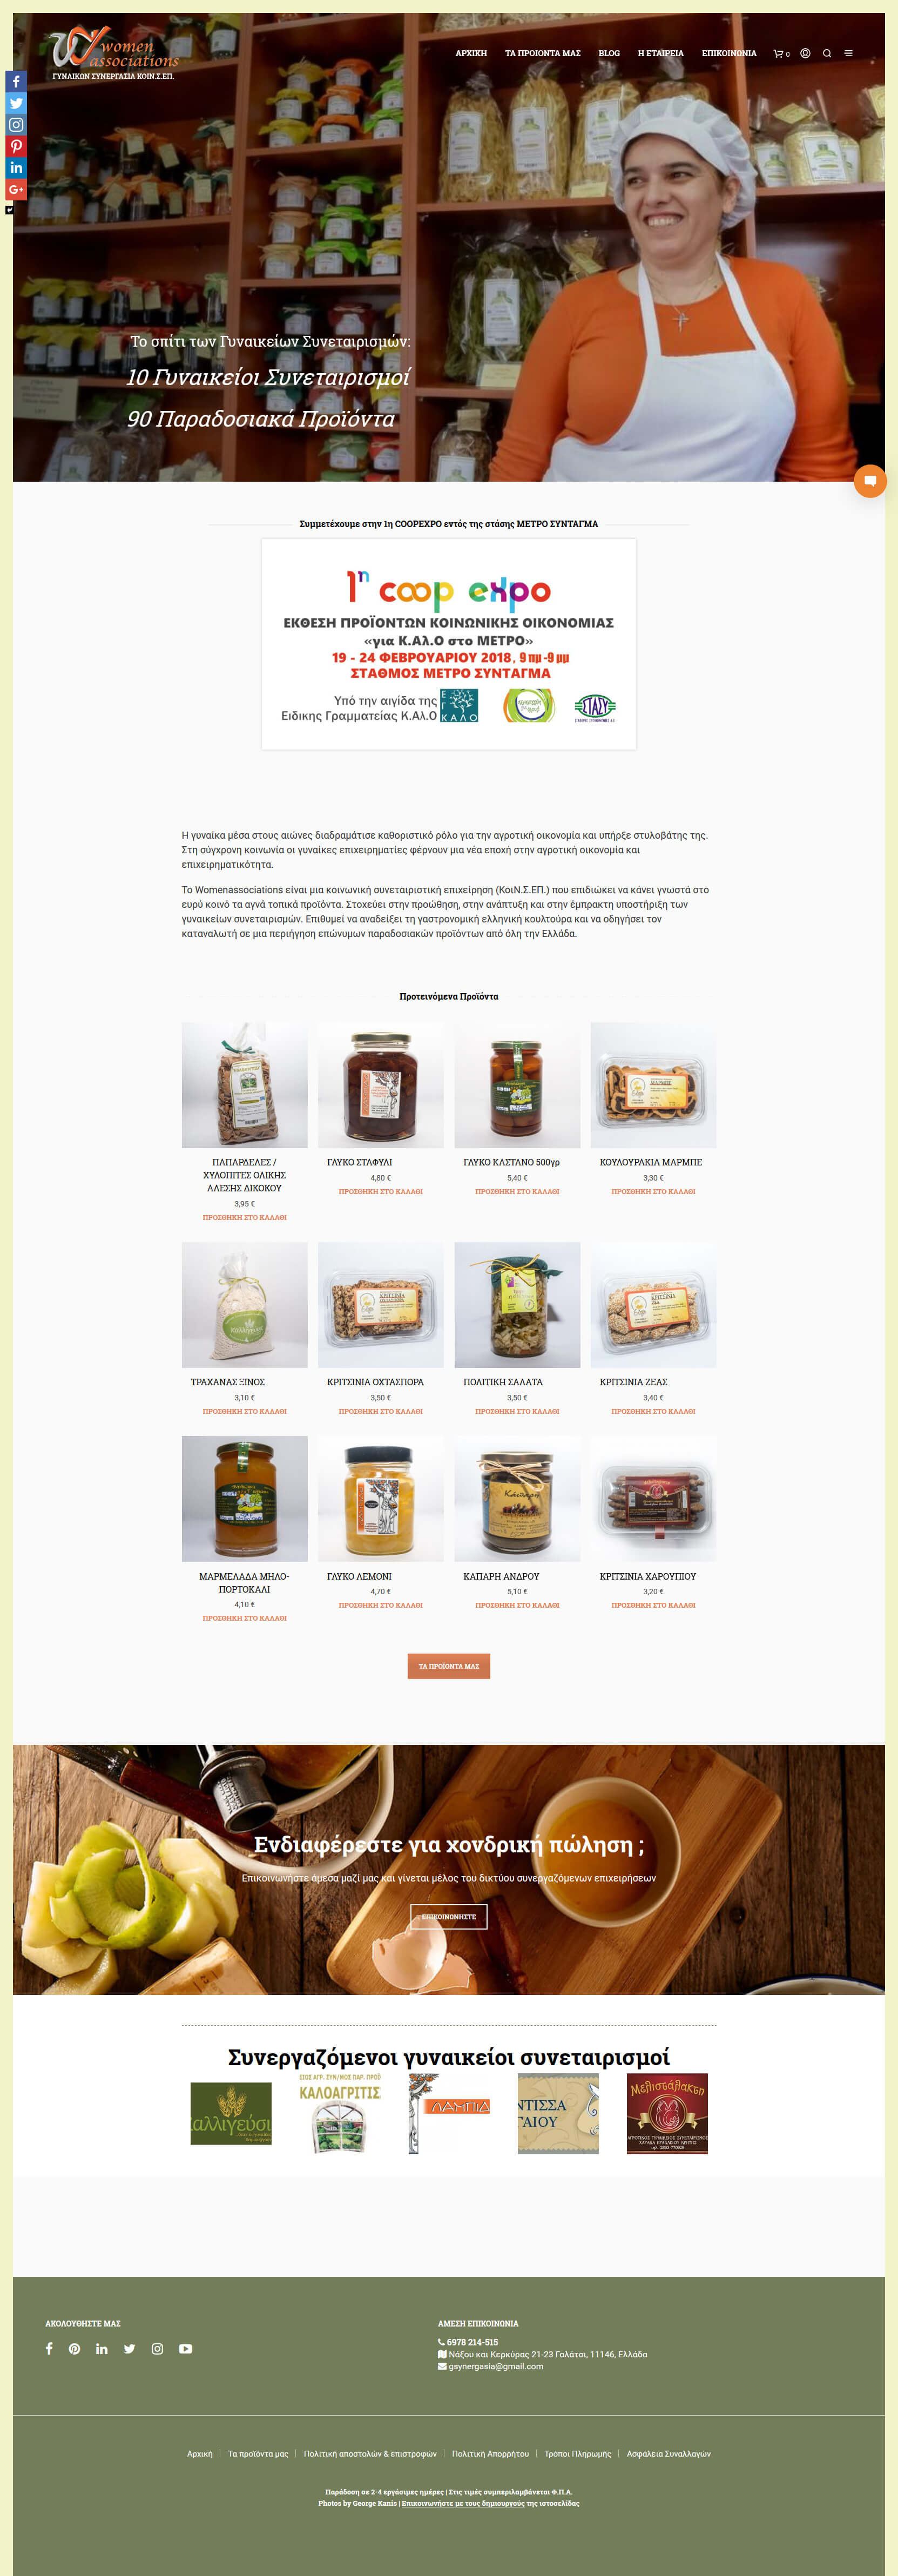 women
associations
ΓΥΝΑΙΚΩΝ ΣΥΝΕΡΓΑΣΙΑ ΚΟΙΝ.Σ.ΕΠ.
ΑΡΧΙΚΗ ΤΑ ΠΡΟΙΟΝΤΑ ΜΑΣ BLOG Η ΕΤΑΙΡΕΙΑ ΕΠΙΚΟΙΝΩΝΙΑ 0
Το σπίτι των Γυναικείων Συνεταιρισμών:
10 Γυναικείοι Συνεταιρισμοί
90 Παραδοσιακά Προϊόντα
Συμμετέχουμε στην 1η COOPEXPO εντός της στάσης ΜΕΤΡΟ ΣΥΝΤΑΓΜΑ
1η coop expo
ΕΚΘΕΣΗ ΠΡΟΪΟΝΤΩΝ ΚΟΙΝΩΝΙΚΗΣ ΟΙΚΟΝΟΜΙΑΣ
«για Κ.Αλ.Ο στο ΜΕΤΡΟ»
19 - 24 ΦΕΒΡΟΥΑΡΙΟΥ 2018, 9πμ-9μμ
ΣΤΑΘΜΟΣ ΜΕΤΡΟ ΣΥΝΤΑΓΜΑ
Υπό την αιγίδα της
Ειδικης Γραμματείας Κ.Αλ.Ο
ΚΑΛΟ
ΣΤΑΣΥ
Η γυναίκα μέσα στους αιώνες διαδραμάτισε καθοριστικό ρόλο για την αγροτική οικονομία και υπήρξε στυλοβάτης της.
Στη σύγχρονη κοινωνία οι γυναίκες επιχειρηματίες φέρνουν μια νέα εποχή στην αγροτική οικονομία και
επιχειρηματικότητα.
Το Womenassociations είναι μια κοινωνική συνεταιριστική επιχείρηση (ΚοιΝ.Σ.ΕΠ.) που επιδιώκει να κάνει γνωστά στο
ευρύ κοινό τα αγνά τοπικά προϊόντα. Στοχεύει στην προώθηση, στην ανάπτυξη και στην έμπρακτη υποστήριξη των
γυναικείων συνεταιρισμών. Επιθυμεί να αναδείξει τη γαστρονομική ελληνική κουλτούρα και να οδηγήσει τον
καταναλωτή σε μια περιήγηση επώνυμων παραδοσιακών προϊόντων από όλη την Ελλάδα.
Προτεινόμενα Προϊόντα
ΠΑΠΑΡΔΕΛΕΣ /
ΧΥΛΟΠΙΤΕΣ ΟΛΙΚΗΣ
ΑΛΕΣΗΣ ΔΙΚΟΚΟΥ
3,95 €
ΠΡΟΣΘΗΚΗ ΣΤΟ ΚΑΛΑΘΙ
ΓΛΥΚΟ ΣΤΑΦΥΛΙ
4,80 €
ΠΡΟΣΘΗΚΗ ΣΤΟ ΚΑΛΑΘΙ
ΓΛΥΚΟ ΚΑΣΤΑΝΟ 500γρ
5,40 €
ΠΡΟΣΘΗΚΗ ΣΤΟ ΚΑΛΑΘΙ
ΚΟΥΛΟΥΡΑΚΙΑ ΜΑΡΜΠΕ
3,30 €
ΠΡΟΣΘΗΚΗ ΣΤΟ ΚΑΛΑΘΙ
ΤΡΑΧΑΝΑΣ ΞΙΝΟΣ
3,10 €
ΠΡΟΣΘΗΚΗ ΣΤΟ ΚΑΛΑΘΙ
ΚΡΙΤΣΙΝΙΑ ΟΧΤΑΣΠΟΡΑ
3,50 €
ΠΡΟΣΘΗΚΗ ΣΤΟ ΚΑΛΑΘΙ
ΠΟΛΙΤΙΚΗ ΣΑΛΑΤΑ
3,50 €
ΠΡΟΣΘΗΚΗ ΣΤΟ ΚΑΛΑΘΙ
ΚΡΙΤΣΙΝΙΑ ΖΕΑΣ
3,40 €
ΠΡΟΣΘΗΚΗ ΣΤΟ ΚΑΛΑΘΙ
ΜΑΡΜΕΛΑΔΑ ΜΗΛΟ-
ΠΟΡΤΟΚΑΛΙ
4,10 €
ΠΡΟΣΘΗΚΗ ΣΤΟ ΚΑΛΑΘΙ
ΓΛΥΚΟ ΛΕΜΟΝΙ
4,70 €
ΠΡΟΣΘΗΚΗ ΣΤΟ ΚΑΛΑΘΙ
Κάπαρη
ΚΑΠΑΡΗ ΑΝΔΡΟΥ
5,10 €
ΠΡΟΣΘΗΚΗ ΣΤΟ ΚΑΛΑΘΙ
ΚΡΙΤΣΙΝΙΑ ΧΑΡΟΥΠΙΟΥ
3,20 €
ΠΡΟΣΘΗΚΗ ΣΤΟ ΚΑΛΑΘΙ
ΤΑ ΠΡΟΪΟΝΤΑ ΜΑΣ
Ενδιαφέρεστε για χονδρική πώληση ;
Επικοινωνήστε άμεσα μαζί μας και γίνεται μέλος του δικτύου συνεργαζόμενων επιχειρήσεων
ΕΠΙΚΟΙΝΩΝΗΣΤΕ
Συνεργαζόμενοι γυναικείοι συνεταιρισμοί
Καλλιγεύσι
ΕΙΟΣ ΑΓΡ. ΣΥΝ/ΜΟΣ ΠΑΡ. ΠΡΟΪ
ΚΑΛΟΑΓΡΙΤΙΣ
ΛΑΜΠΙΔ
ΝΤΙΣΣΑ
ΓΑΙΟΥ
Μελιστάλακτη
ΑΓΡΟΤΙΚΟΣ ΓΥΝΑΙΚΕΙΟΣ ΣΥΝΕΤΑΙΡΙΣΜΟΣ
ΧΑΡΑΚΑ ΗΡΑΚΛΕΙΟΥ ΚΡΗΤΗΣ
ΑΚΟΛΟΥΘΗΣΤΕ ΜΑΣ
ΑΜΕΣΗ ΕΠΙΚΟΙΝΩΝΙΑ
6978 214-515
Νάξου και Κερκύρας 21-23 Γαλάτσι, 11146, Ελλάδα
gsynergasia@gmail.com
Αρχική Τα προϊόντα μας Πολιτική αποστολών & επιστροφών Πολιτική Απορρήτου Τρόποι Πληρωμής Ασφάλεια Συναλλαγών
Παράδοση σε 2-4 εργάσιμες ημέρες | Στις τιμές συμπεριλαμβάνεται Φ.Π.Α.
Photos by George Kanis | Επικοινωνήστε με τους δημιουργούς της ιστοσελίδας